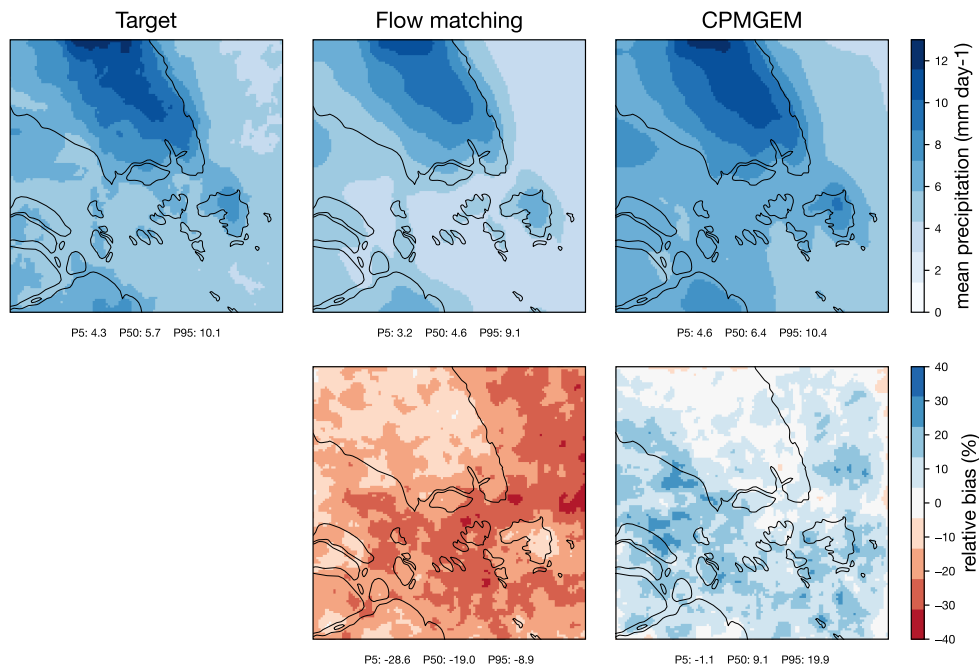 Target Flow matching CPMGEM
12
10
8
6
4
2
0
mean precipitation (mm day-1)
P5: 4.3 P50: 5.7 P95: 10.1
P5: 3.2 P50: 4.6 P95: 9.1
P5: 4.6 P50: 6.4 P95: 10.4
40
30
20
10
0
−10
−20
−30
−40
relative bias (%)
P5: -28.6 P50: -19.0 P95: -8.9
P5: -1.1 P50: 9.1 P95: 19.9